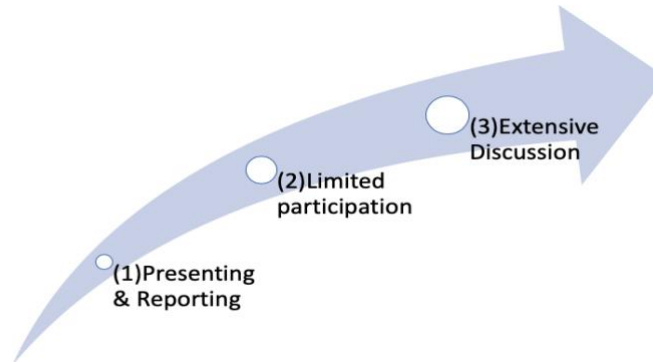 (3)Extensive
Discussion
(2)Limited
participation
(1)Presenting
& Reporting